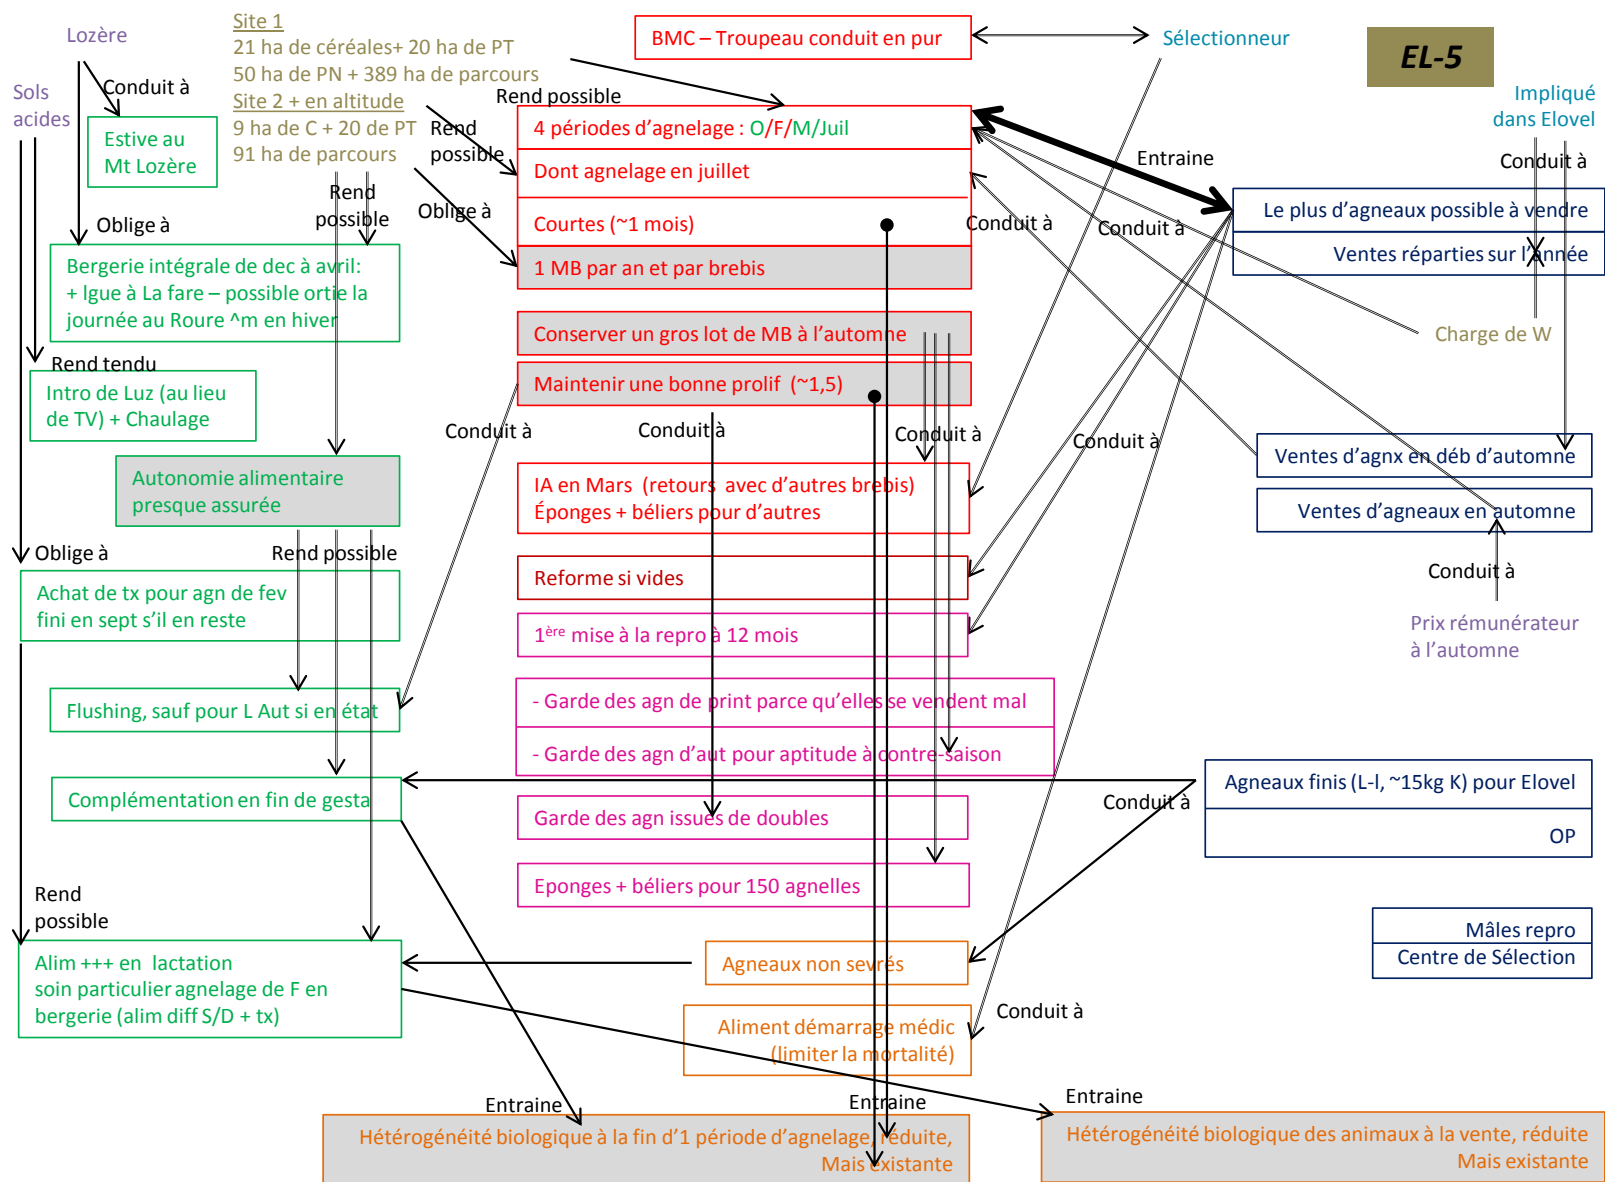 Lozère
Sols
acides
Conduit à
Site 1
21 ha de céréales+ 20 ha de PT
50 ha de PN + 389 ha de parcours
Site 2 + en altitude
9 ha de C + 20 de PT
91 ha de parcours
BMC – Troupeau conduit en pur
Sélectionneur
EL-5
Impliqué
dans Elovel
Conduit à
Rend possible
Rend
possible
Estive au
Mt Lozère
4 périodes d'agnelage : O/F/M/Juil
Dont agnelage en juillet
Courtes (~1 mois)
1 MB par an et par brebis
Entraine
Rend
possible
Oblige à
Oblige à
Conduit à
Conduit à
Le plus d'agneaux possible à vendre
Ventes réparties sur l'année
Bergerie intégrale de dec à avril:
+ lgue à La fare – possible ortie la
journée au Roure ^m en hiver
Conserver un gros lot de MB à l'automne
Maintenir une bonne prolif (~1,5)
Charge de W
Rend tendu
Intro de Luz (au lieu
de TV) + Chaulage
Conduit à
Conduit à
Conduit à
Conduit à
Ventes d'agnx en déb d'automne
Ventes d'agneaux en automne
Autonomie alimentaire
presque assurée
IA en Mars (retours avec d'autres brebis)
Éponges + béliers pour d'autres
Oblige à
Rend possible
Conduit à
Prix rémunérateur
à l'automne
Achat de tx pour agn de fev
fini en sept s'il en reste
Reforme si vides
1ère mise à la repro à 12 mois
Flushing, sauf pour L Aut si en état
- Garde des agn de print parce qu'elles se vendent mal
- Garde des agn d'aut pour aptitude à contre-saison
Complémentation en fin de gesta
Garde des agn issues de doubles
Conduit à
Agneaux finis (L-l, ~15kg K) pour Elovel
OP
Eponges + béliers pour 150 agnelles
Rend
possible
Mâles repro
Centre de Sélection
Alim +++ en lactation
soin particulier agnelage de F en
bergerie (alim diff S/D + tx)
Agneaux non sevrés
Conduit à
Aliment démarrage médic
(limiter la mortalité)
Entraine
Entraine
Entraine
Hétérogénéité biologique à la fin d'1 période d'agnelage, réduite,
Mais existante
Hétérogénéité biologique des animaux à la vente, réduite
Mais existante